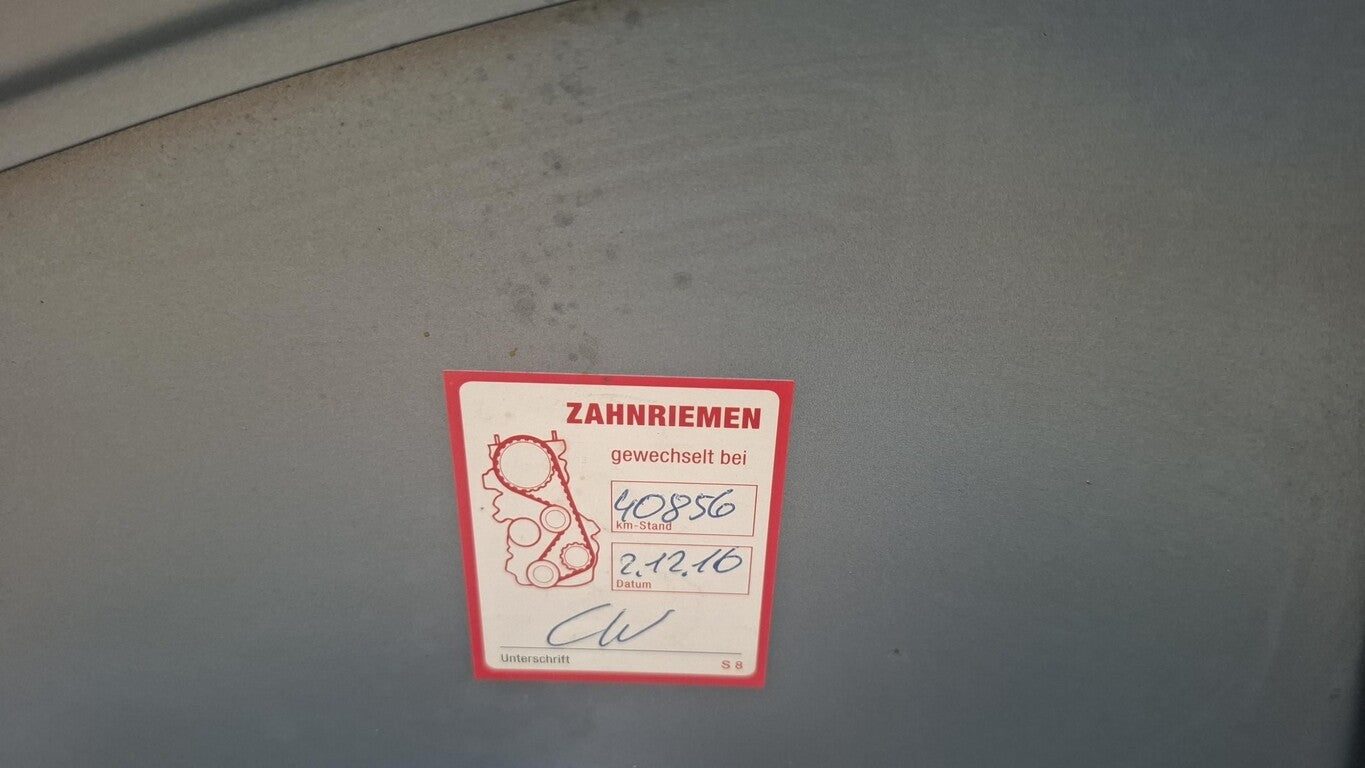 ZAHNRIEMEN
gewechselt bei
40856
km-Stand
2.12.16
Datum
CW
Unterschrift
S 8